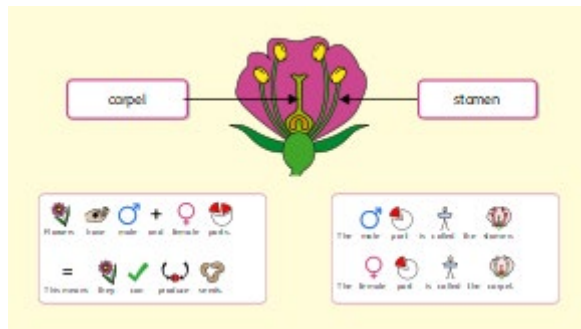 carpel
stamen
Flowers have male and female parts.
This means they can produce seeds.
The male part is called the stamen.
The female part is called the carpel.